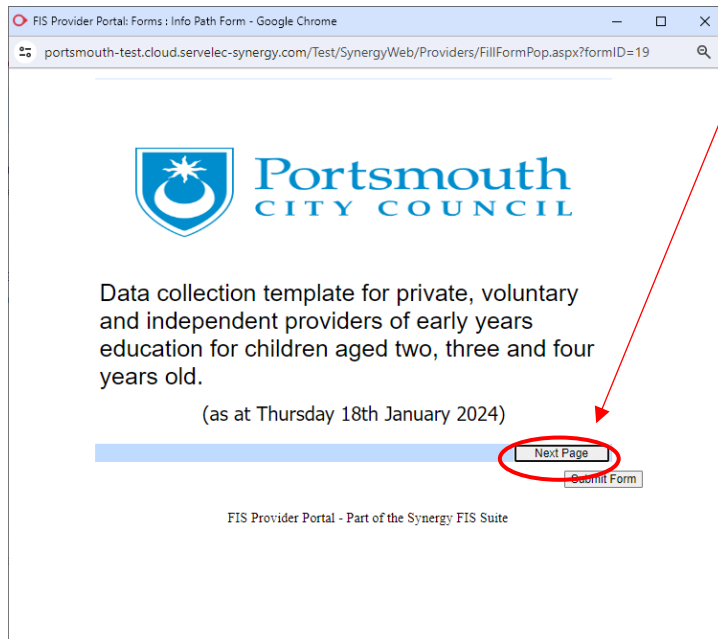 FIS Provider Portal: Forms : Info Path Form - Google Chrome
portsmouth-test.cloud.servelec-synergy.com/Test/SynergyWeb/Providers/FillFormPop.aspx?formID=19
Portsmouth
CITY COUNCIL
Data collection template for private, voluntary
and independent providers of early years
education for children aged two, three and four
years old.
(as at Thursday 18th January 2024)
Next Page
Submit Form
FIS Provider Portal - Part of the Synergy FIS Suite